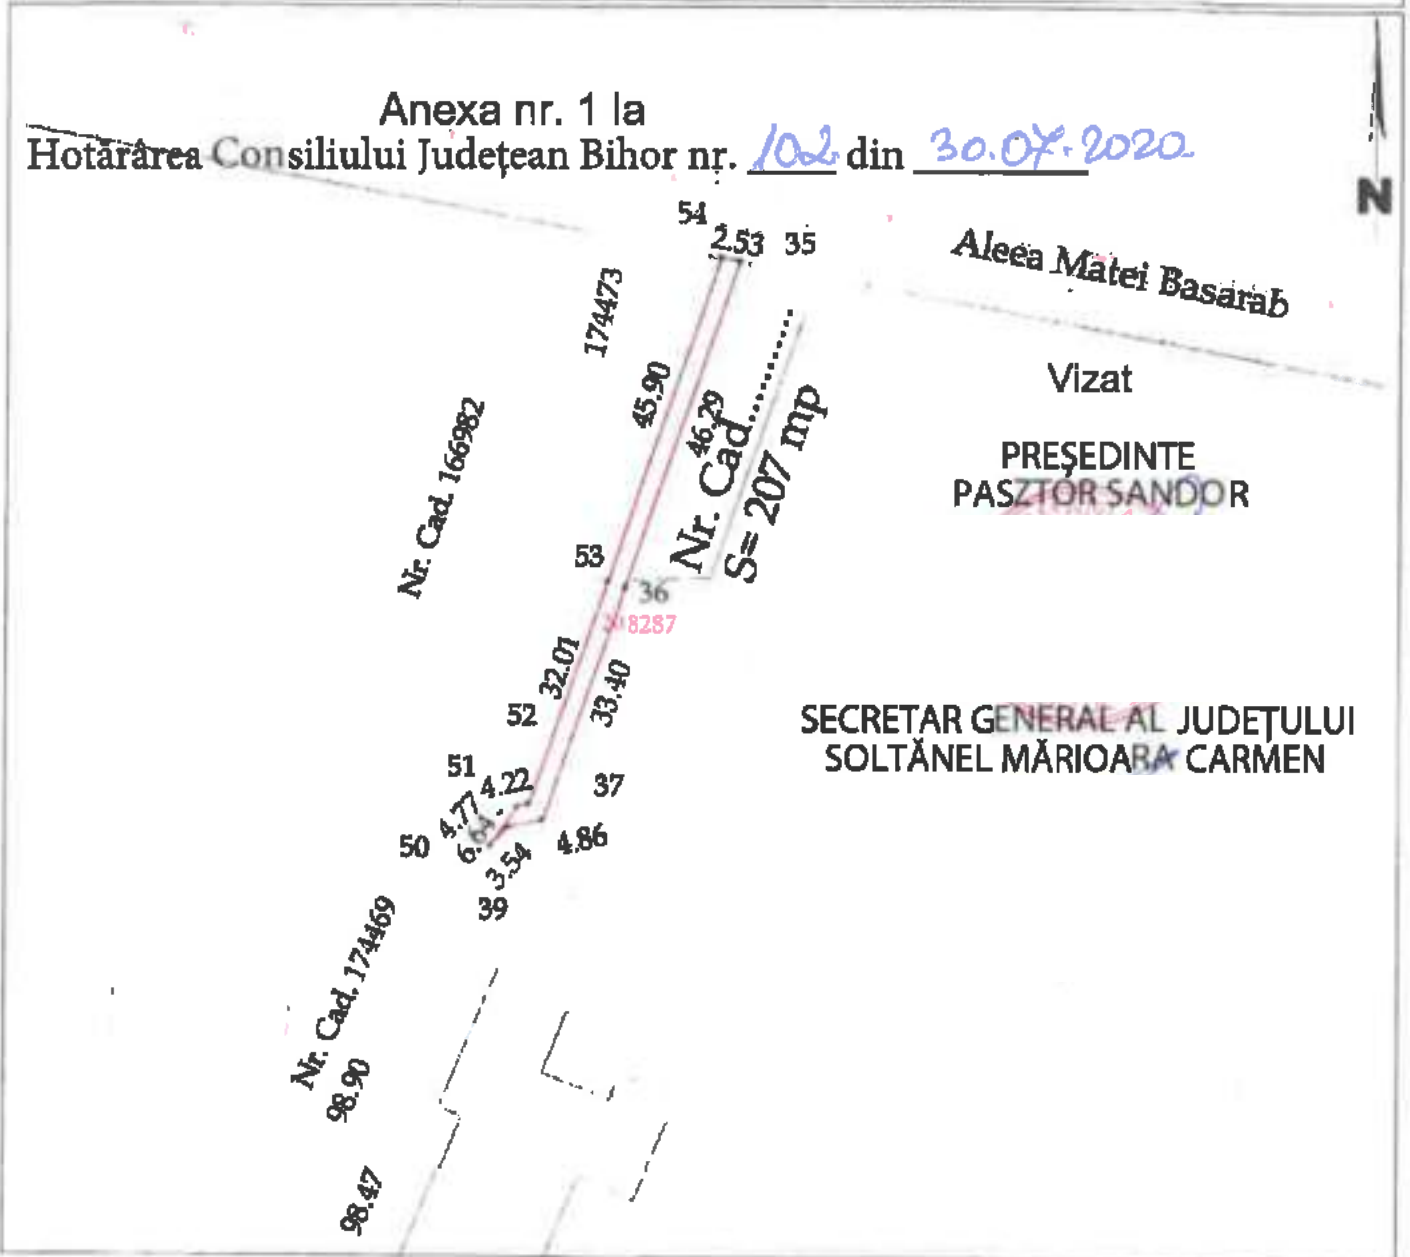 Anexa nr. 1 la
Hotărârea Consiliului Județean Bihor nr. 102 din 30.07.2020
N
54
2.53
35
Aleea Matei Basarab
174473
45.90
46.29
Nr. Cad..........
S= 207 mp
Nr. Cad. 166982
Vizat
PREȘEDINTE
PASZTOR SANDOR
53
36
8287
32.01
33.40
52
SECRETAR GENERAL AL JUDEȚULUI
SOLTĂNEL MĂRIOARA CARMEN
51
4.22
37
4.77
50
6.64
4.86
3.54
39
Nr. Cad. 174469
98.90
98.47